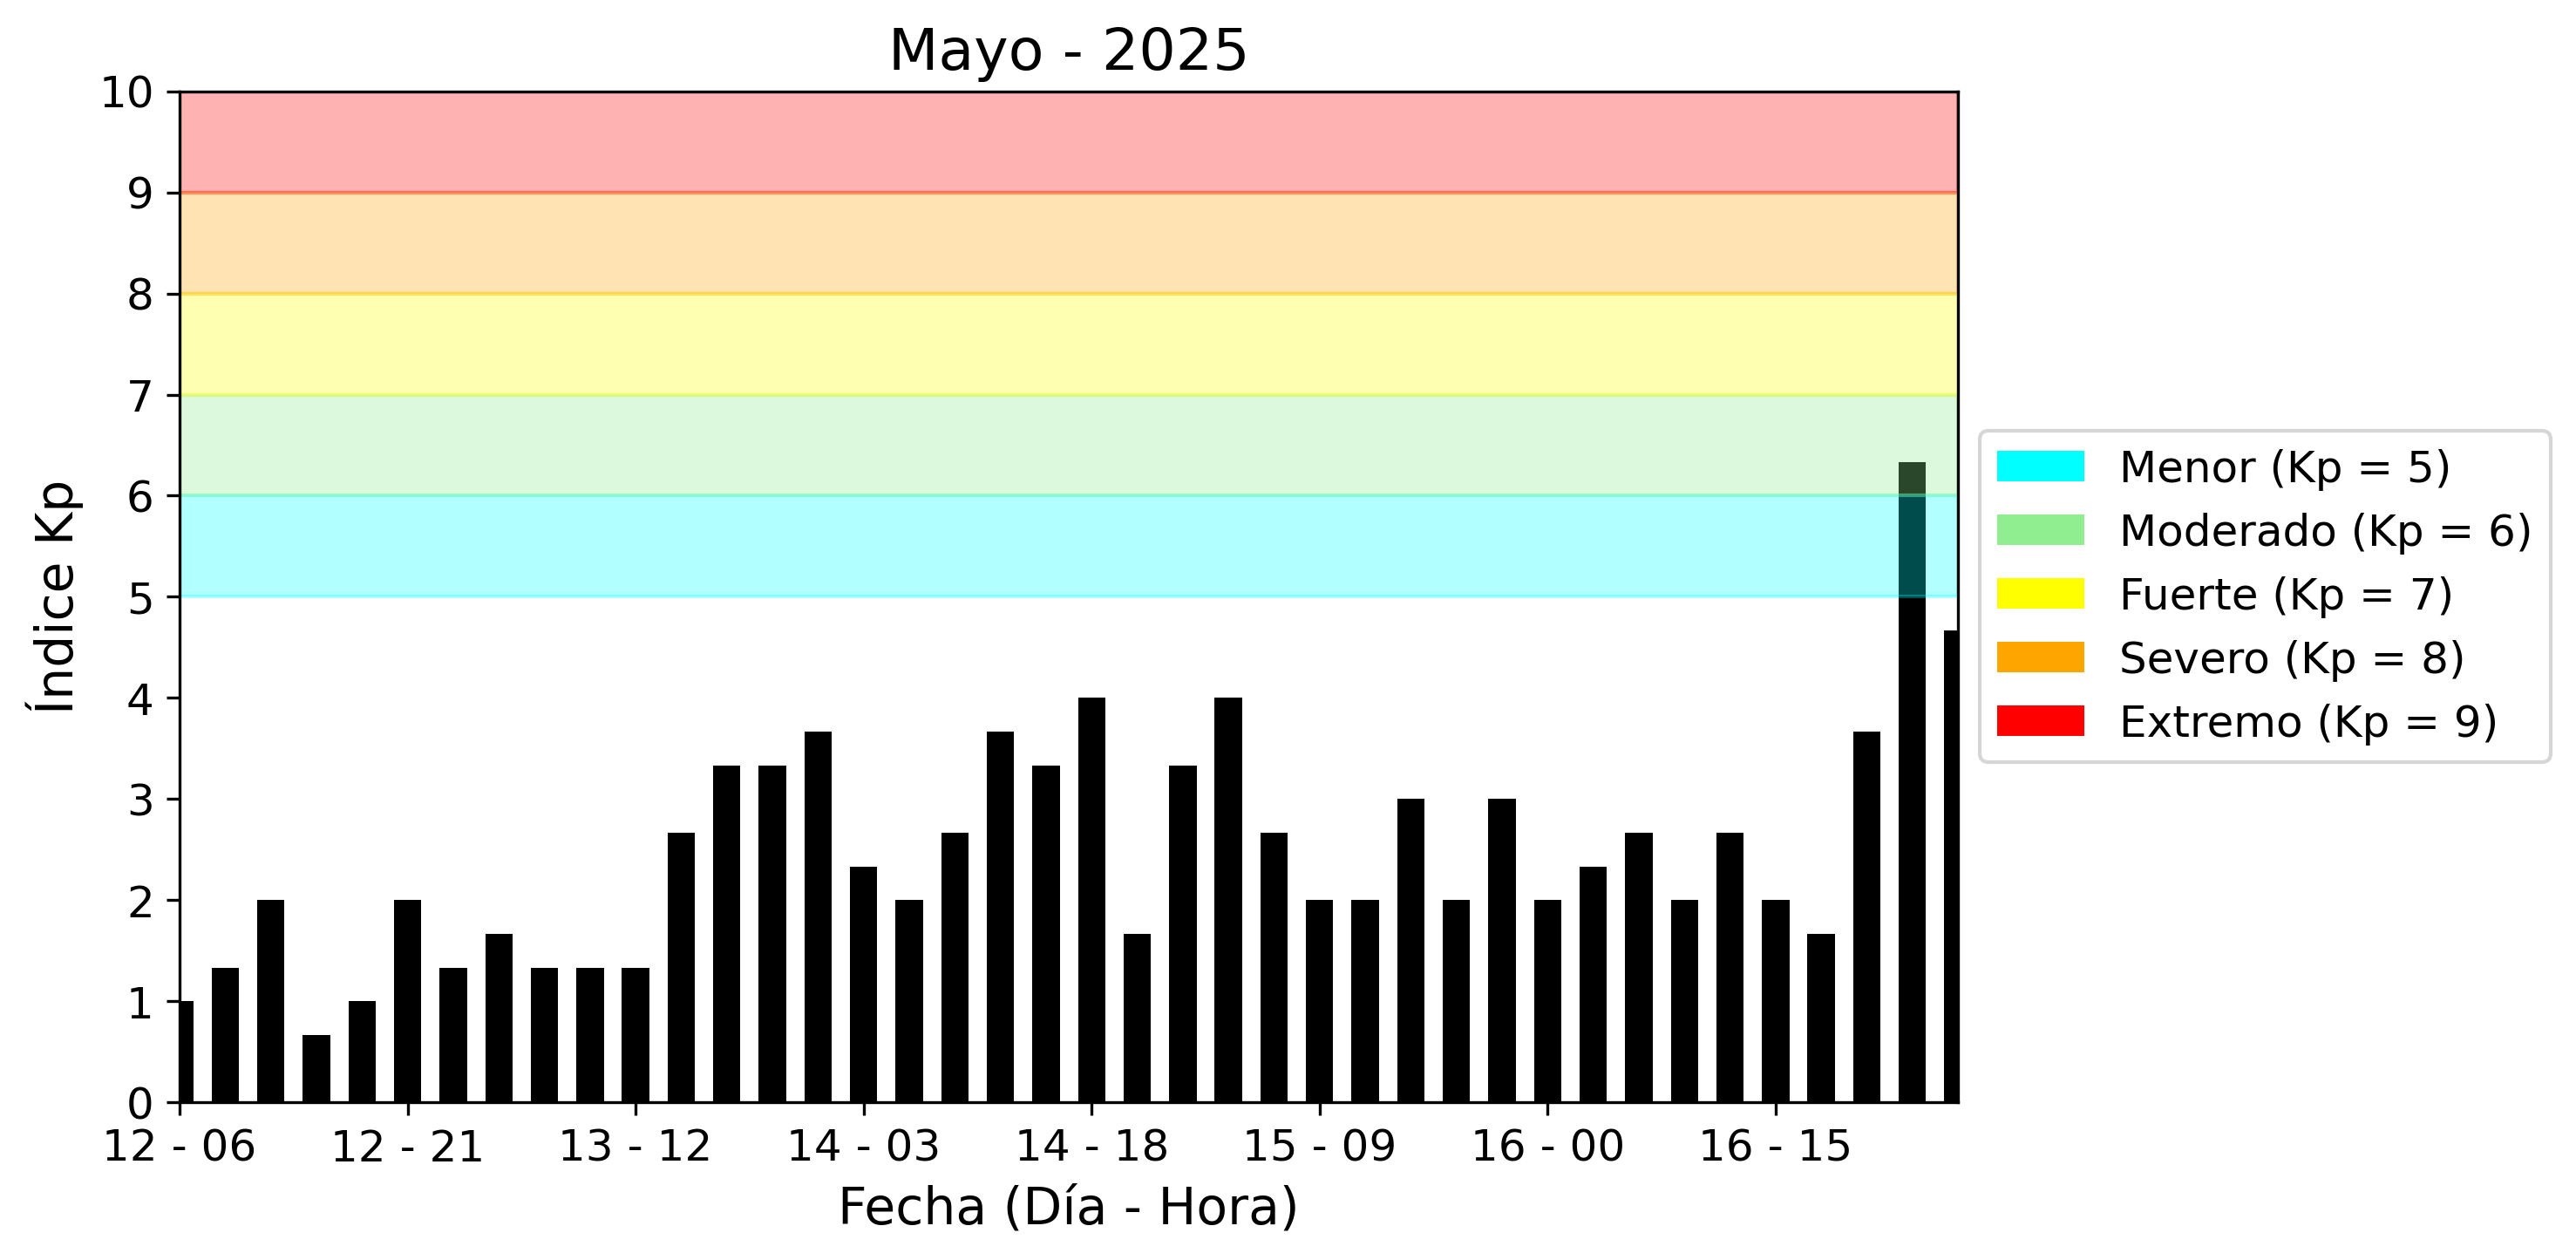 Mayo - 2025
Índice Kp
10
9
8
7
6
5
4
3
2
1
0
12 - 06
12 - 21
13 - 12
14 - 03
14 - 18
15 - 09
16 - 00
16 - 15
Fecha (Día - Hora)
Menor (Kp = 5)
Moderado (Kp = 6)
Fuerte (Kp = 7)
Severo (Kp = 8)
Extremo (Kp = 9)